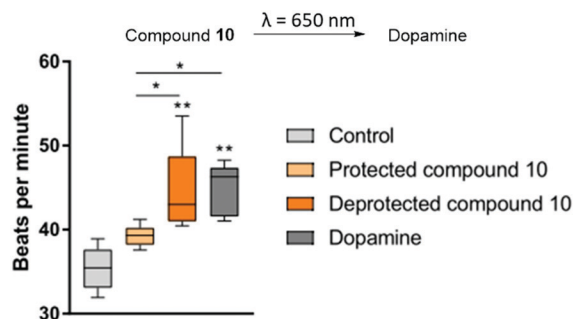 Compound 10 λ = 650 nm Dopamine
60
50
40
30
Beats per minute
*
*
**
**
Control
Protected compound 10
Deprotected compound 10
Dopamine